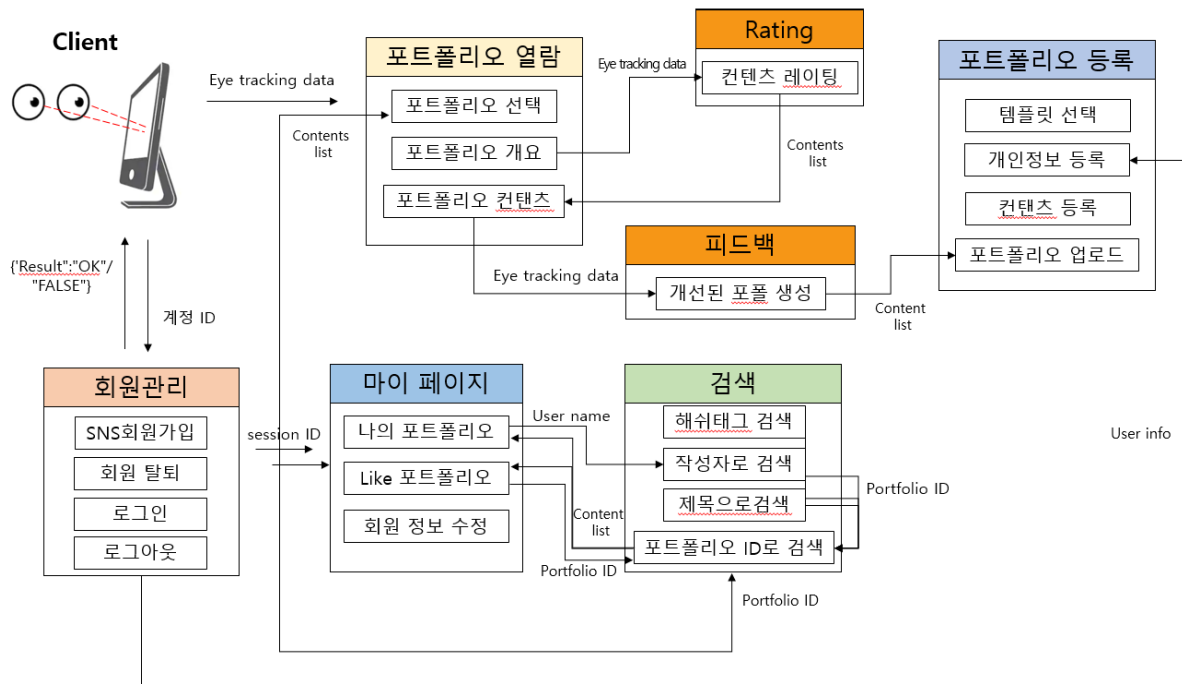 Client
Eye tracking data
포트폴리오 열람
포트폴리오 선택
포트폴리오 개요
포트폴리오 컨탠츠
Contents
list
Eye tracking data
Rating
컨텐츠 레이팅
Contents
list
포트폴리오 등록
템플릿 선택
개인정보 등록
컨탠츠 등록
포트폴리오 업로드
피드백
개선된 포폴 생성
Eye tracking data
Content
list
{'Result":"OK"/
"FALSE"}
계정 ID
회원관리
SNS회원가입
회원 탈퇴
로그인
로그아웃
session ID
마이 페이지
나의 포트폴리오
Like 포트폴리오
회원 정보 수정
User name
Content
list
Portfolio ID
검색
해쉬태그 검색
작성자로 검색
제목으로검색
포트폴리오 ID로 검색
Portfolio ID
Portfolio ID
User info